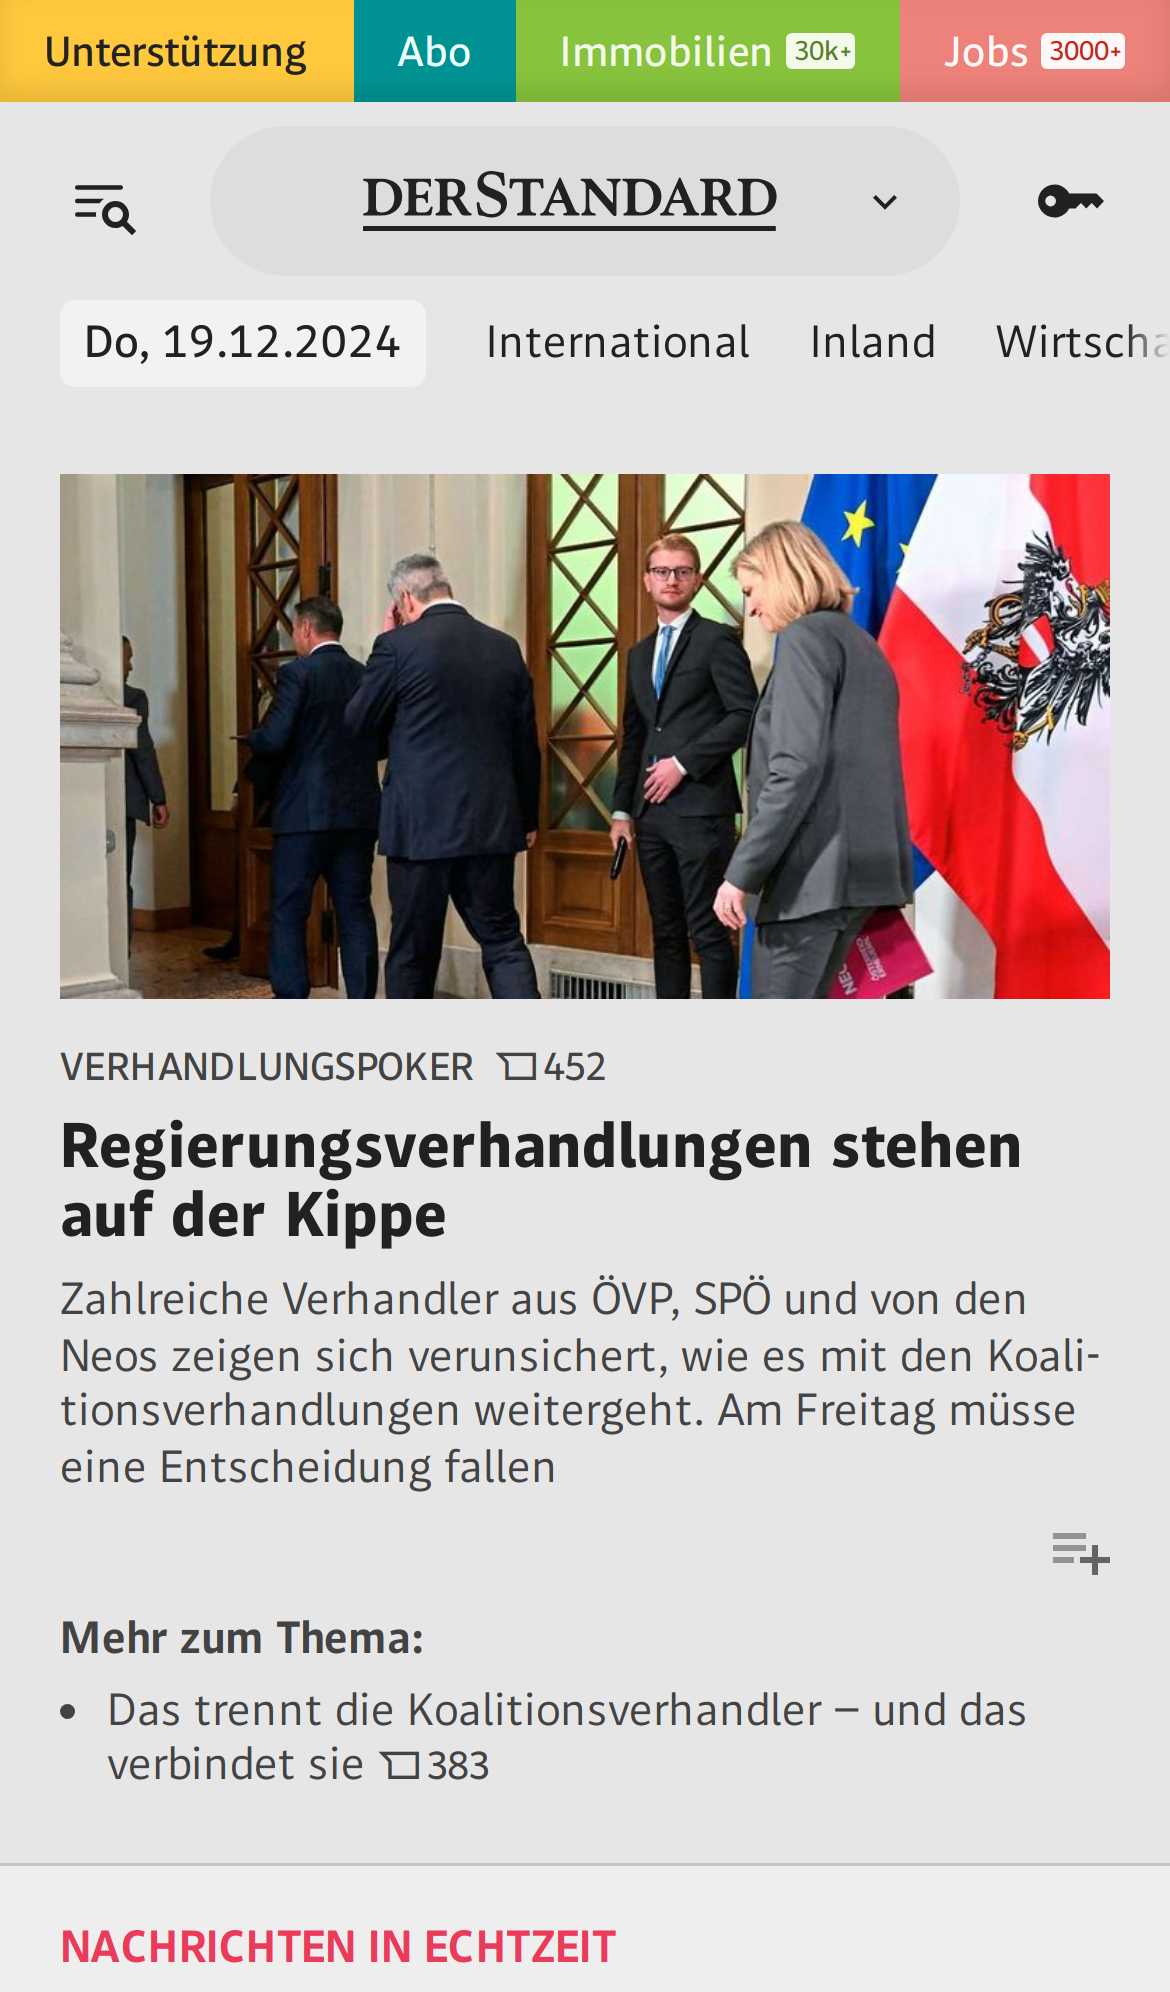 Unterstützung Abo Immobilien 30k+ Jobs 3000+
DERSTANDARD
Do, 19.12.2024 International Inland Wirtscha
VERHANDLUNGSPOKER 452
Regierungsverhandlungen stehen
auf der Kippe
Zahlreiche Verhandler aus ÖVP, SPÖ und von den
Neos zeigen sich verunsichert, wie es mit den Koali-
tionsverhandlungen weitergeht. Am Freitag müsse
eine Entscheidung fallen
Mehr zum Thema:
• Das trennt die Koalitionsverhandler – und das
verbindet sie 383
NACHRICHTEN IN ECHTZEIT